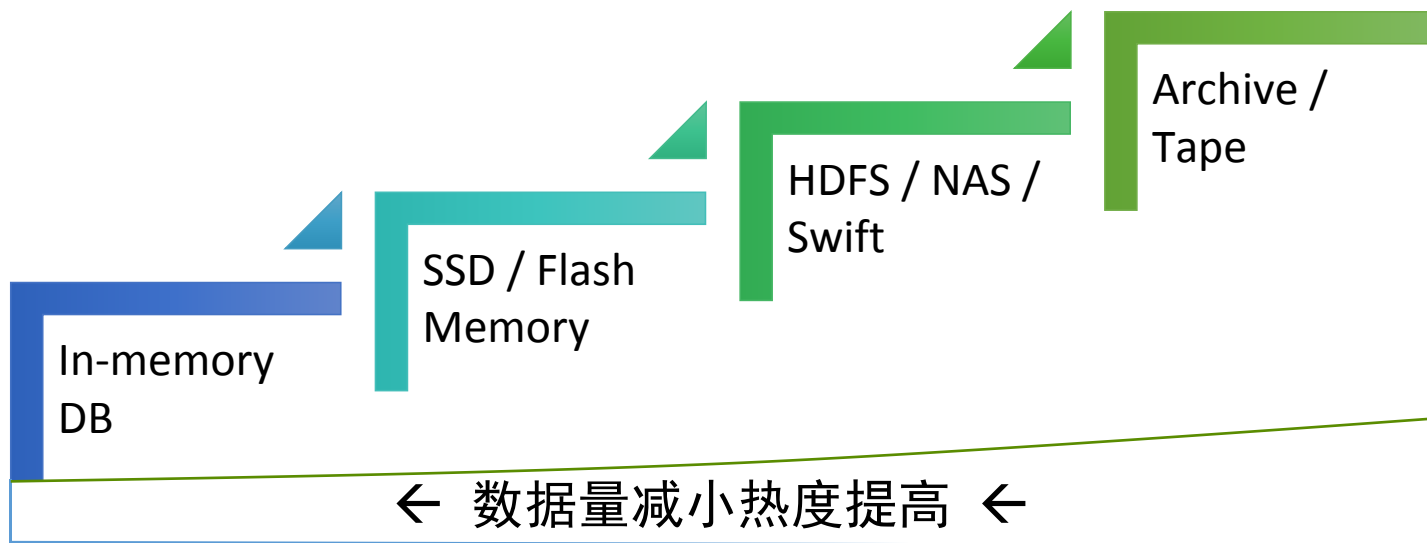 In-memory
DB
SSD / Flash
Memory
HDFS / NAS /
Swift
Archive /
Tape
← 数据量减小热度提高 ←